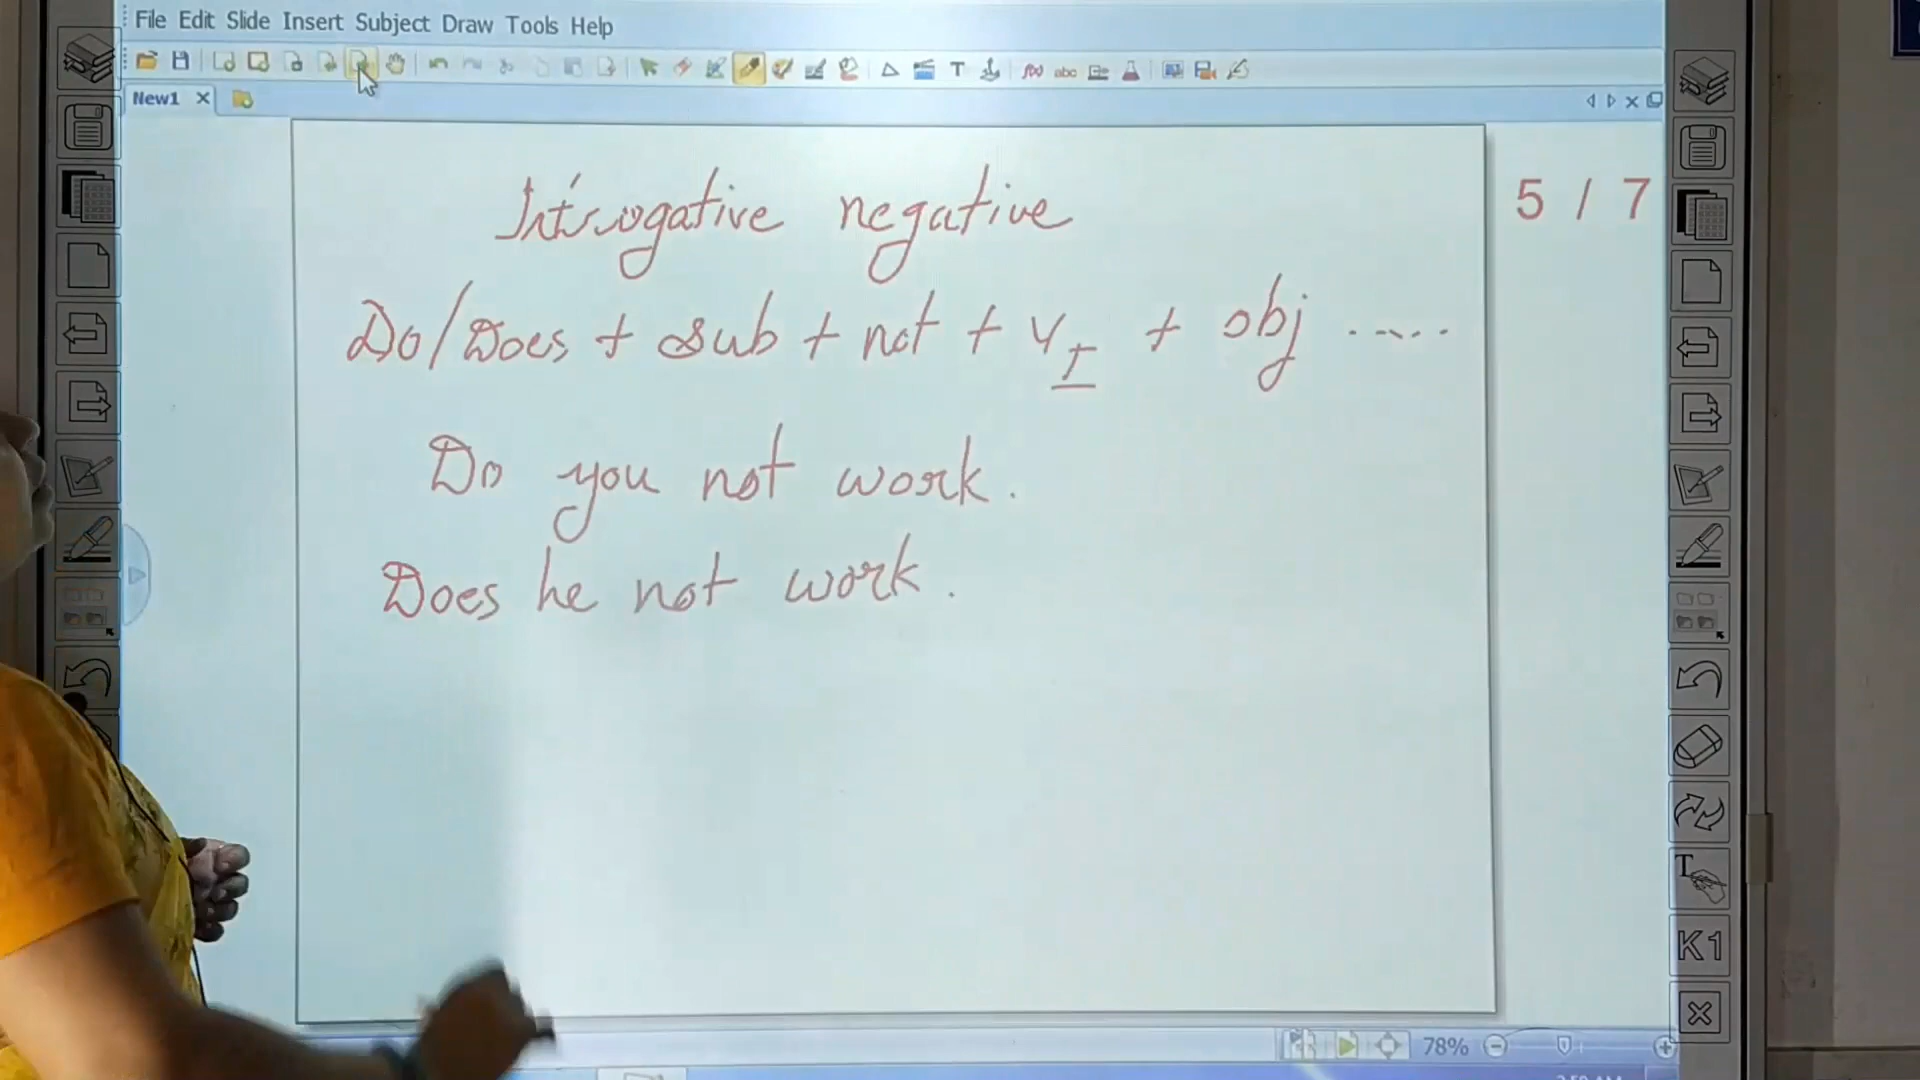 File Edit Slide Insert Subject Draw Tools Help
New1
5 / 7
Introgative negative
Do/Does + sub + not + V I + obj .....
Do you not work.
Does he not work.
K1
78%